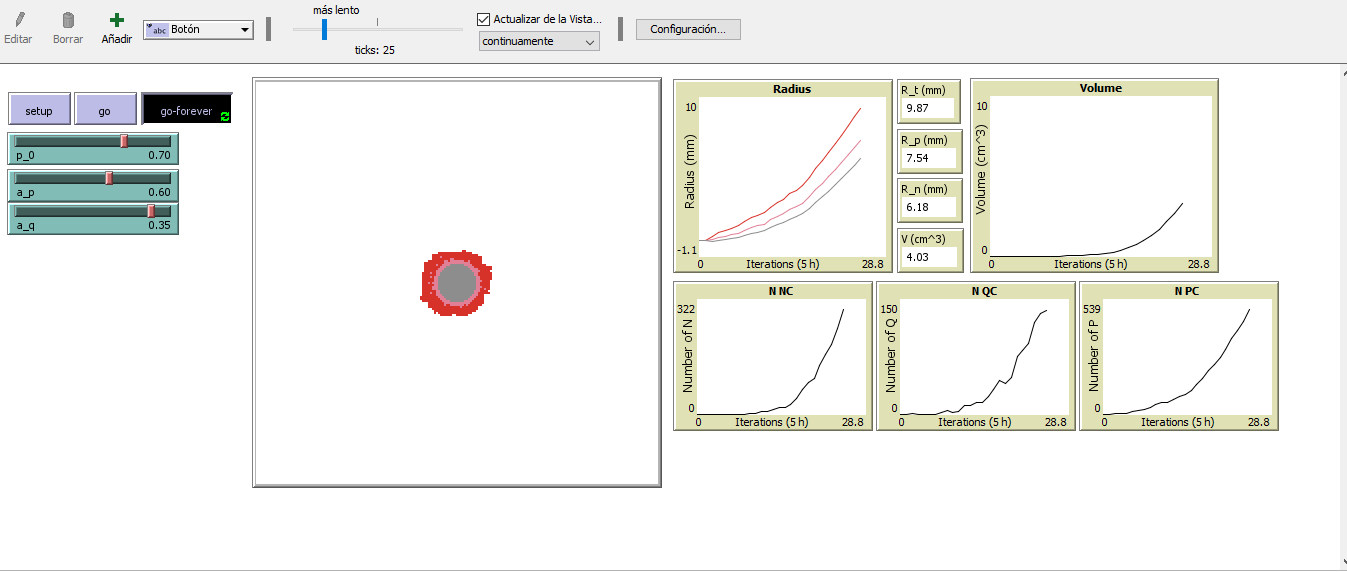 más lento
Editar
Borrar
Añadir
abc Botón
ticks: 25
Actualizar de la Vista...
continuamente
Configuración...
setup
go
go-forever
p_0 0.70
a_p 0.60
a_q 0.35
Radius
Radius (mm)
10
-1.1
0
Iterations (5 h)
28.8
R_t (mm)
9.87
R_p (mm)
7.54
R_n (mm)
6.18
V (cm^3)
4.03
Volume
Volume (cm^3)
10
0
0
Iterations (5 h)
28.8
N NC
Number of N
322
0
0
Iterations (5 h)
28.8
N QC
Number of Q
150
0
0
Iterations (5 h)
28.8
N PC
Number of P
539
0
0
Iterations (5 h)
28.8